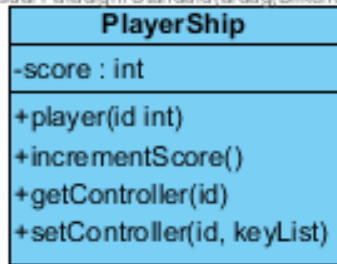 PlayerShip
-score : int
+player(id int)
+incrementScore()
+getController(id)
+setController(id, keyList)